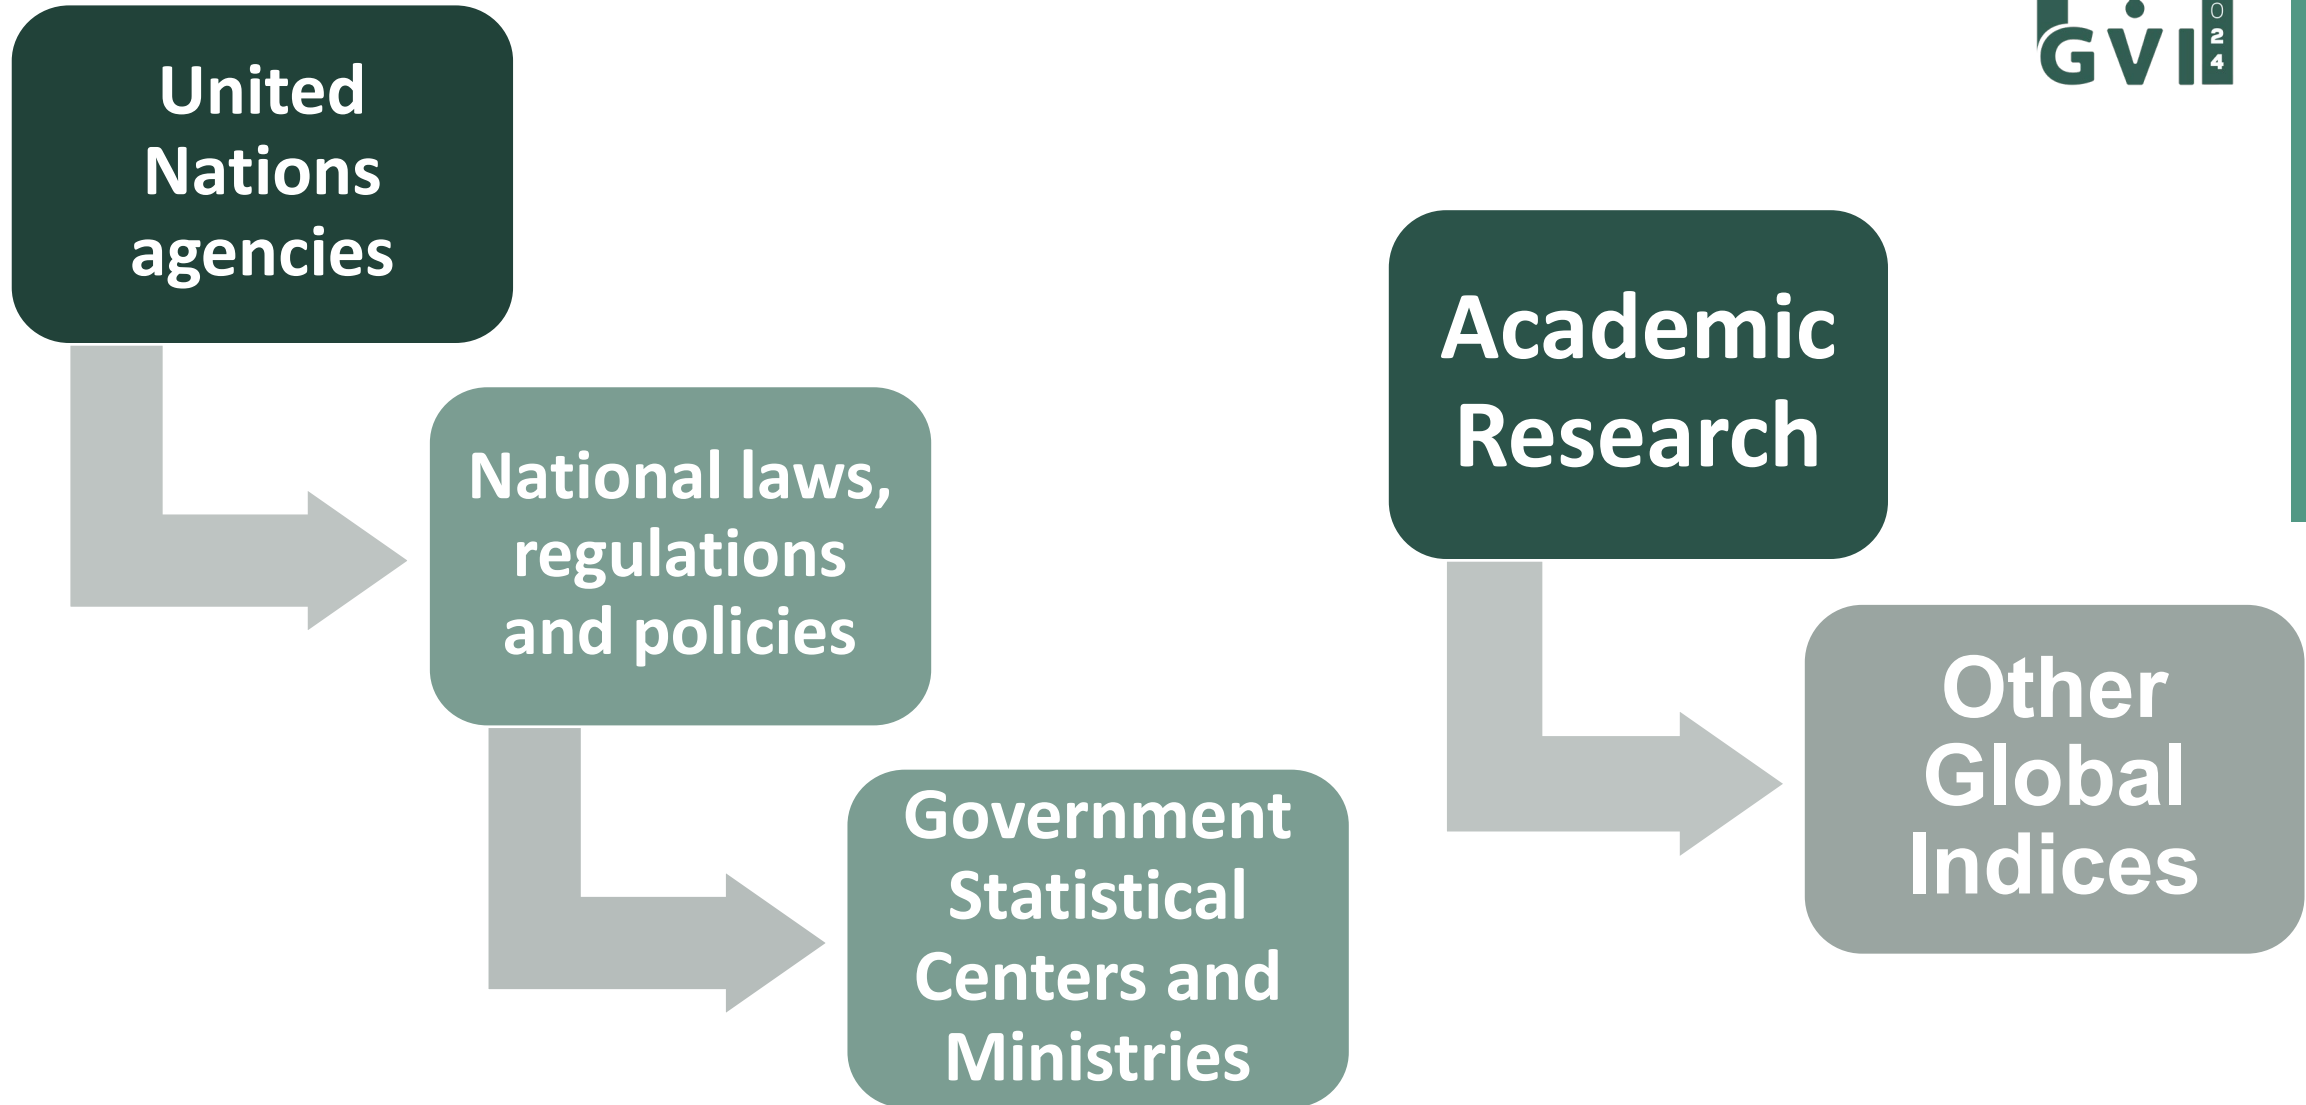 GVI
0
2
4
United
Nations
agencies
National laws,
regulations
and policies
Government
Statistical
Centers and
Ministries
Academic
Research
Other
Global
Indices